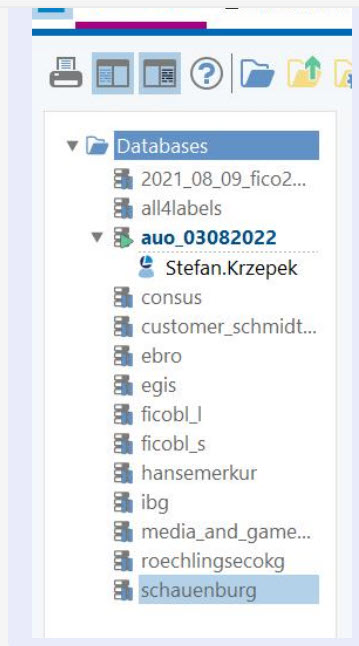 Databases
2021_08_09_fico2...
all4labels
auo_03082022
Stefan.Krzepek
consus
customer_schmidt...
ebro
egis
ficobl_l
ficobl_s
hansemerkur
ibg
media_and_game...
roechlingsecokg
schauenburg